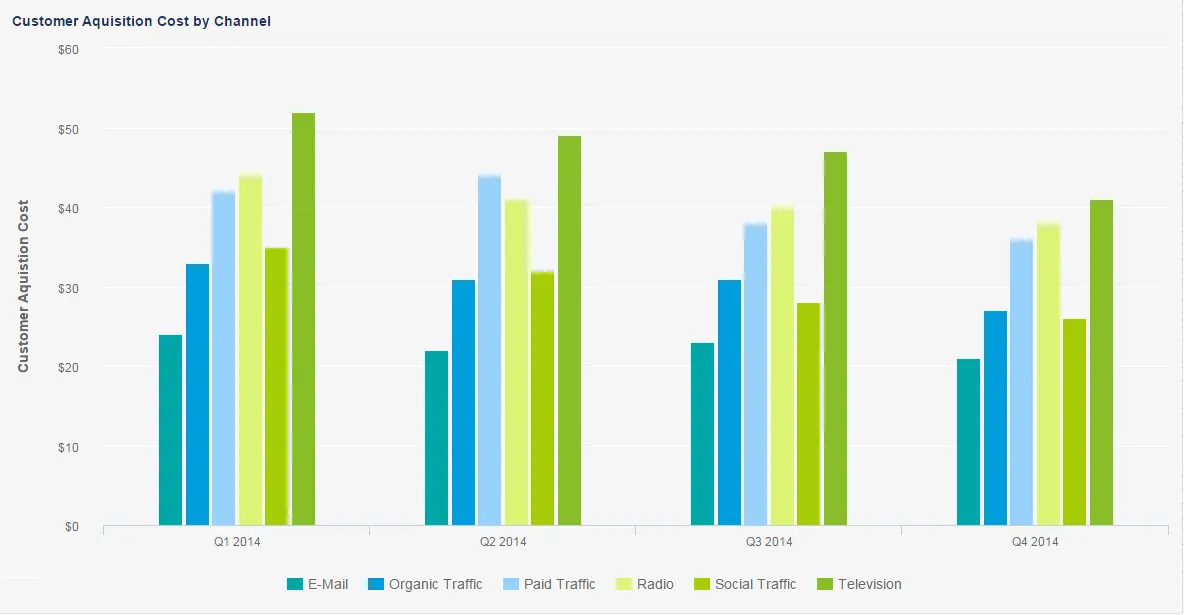 Customer Aquisition Cost by Channel
$60
$50
$40
$30
$20
$10
$0
Customer Aquistion Cost
Q1 2014 Q2 2014 Q3 2014 Q4 2014
E-Mail Organic Traffic Paid Traffic Radio Social Traffic Television